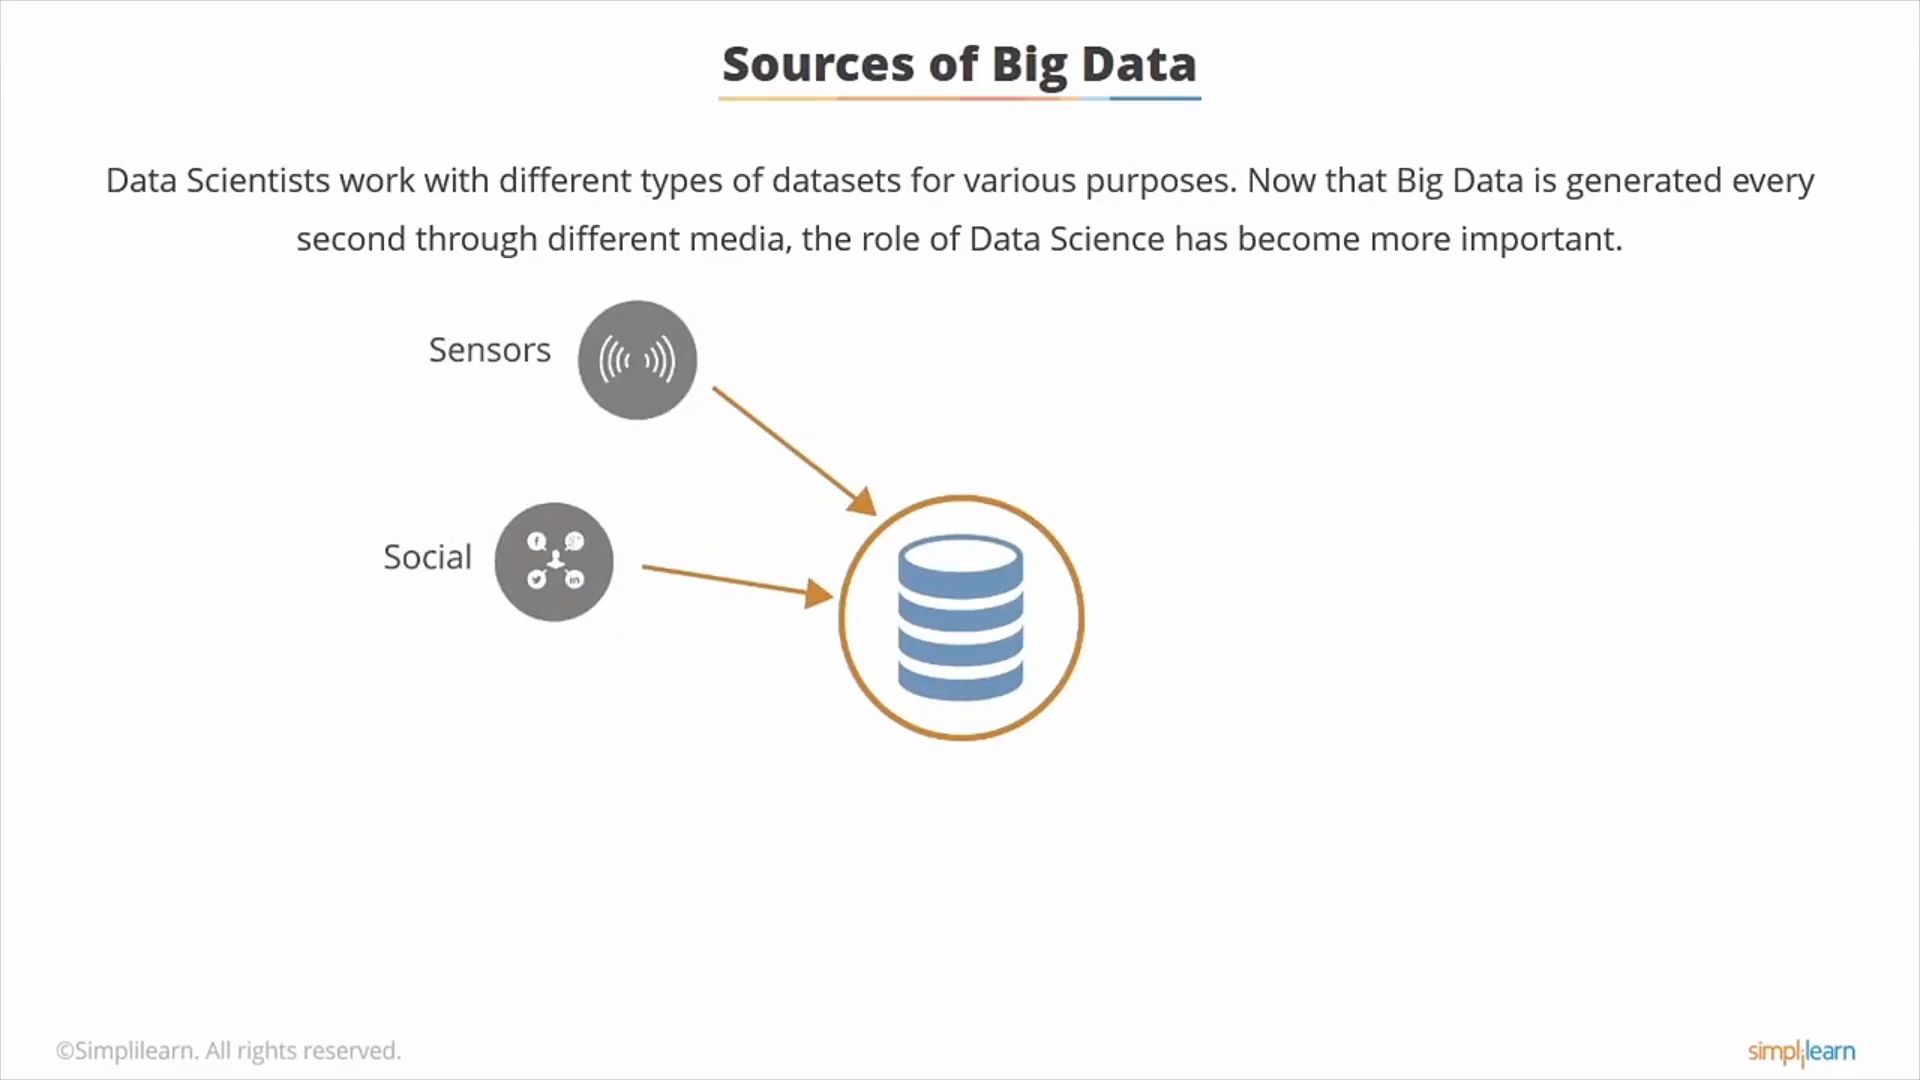 Sources of Big Data
Data Scientists work with different types of datasets for various purposes. Now that Big Data is generated every
second through different media, the role of Data Science has become more important.
Sensors
Social
©Simplilearn. All rights reserved.
simplilearn